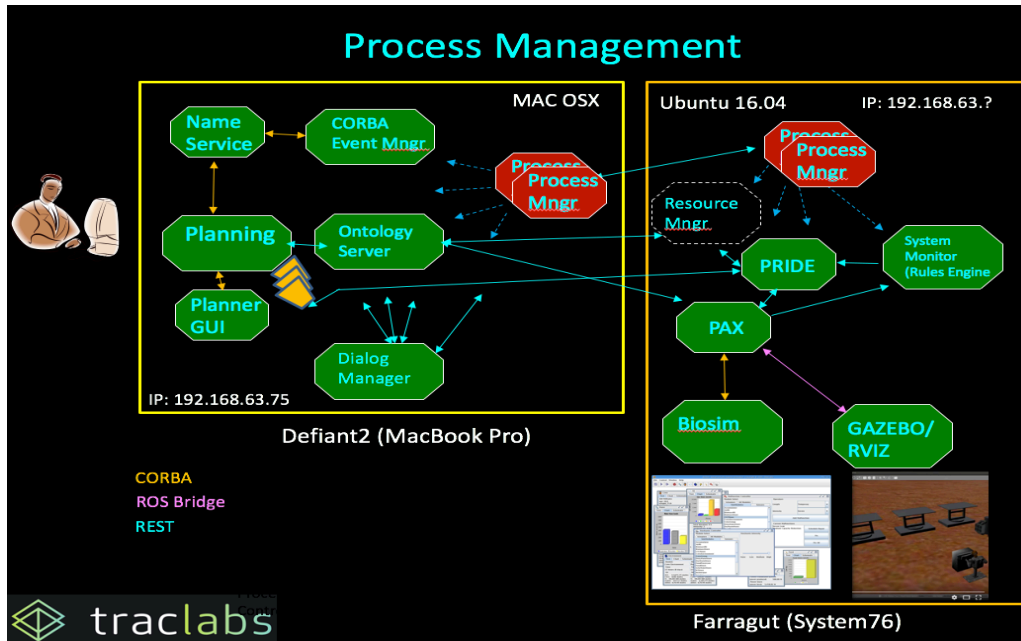 Process Management
MAC OSX
Name
Service
CORBA
Event Mngr
Process
Process
Mngr
Planning
Ontology
Server
Planner
GUI
Dialog
Manager
IP: 192.168.63.75
Defiant2 (MacBook Pro)
Ubuntu 16.04
IP: 192.168.63.?
Process
Process
Mngr
Resource
Mngr
PRIDE
System
Monitor
(Rules Engine
PAX
Biosim
GAZEBO/
RVIZ
Farragut (System76)
CORBA
ROS Bridge
REST
traclabs